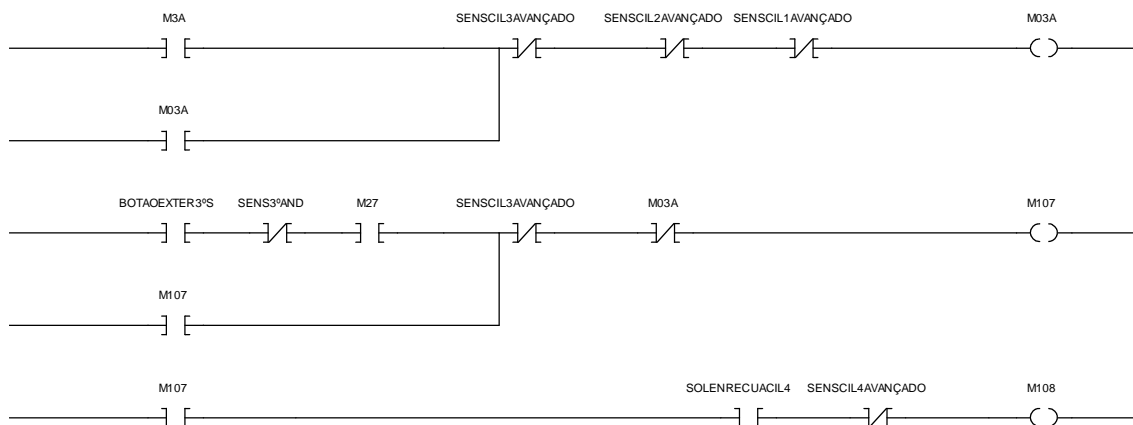 M3A SENSCIL3AVANÇADO SENSCIL2AVANÇADO SENSCIL1AVANÇADO M03A
M03A
BOTAOEXTER3ºS SENS3ºAND M27 SENSCIL3AVANÇADO M03A M107
M107
M107 SOLENRECUACIL4 SENSCIL4AVANÇADO M108